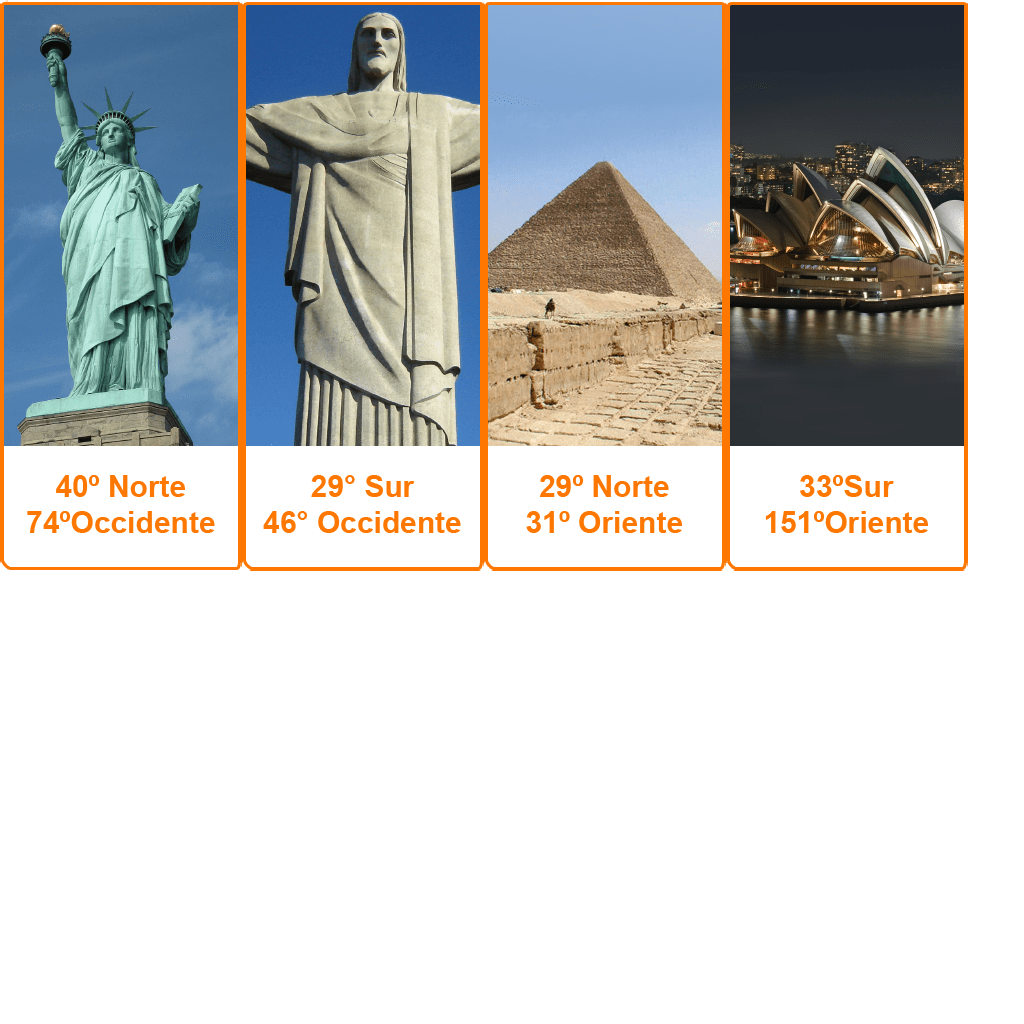 40º Norte
74ºOccidente
29° Sur
46° Occidente
29º Norte
31º Oriente
33ºSur
151ºOriente